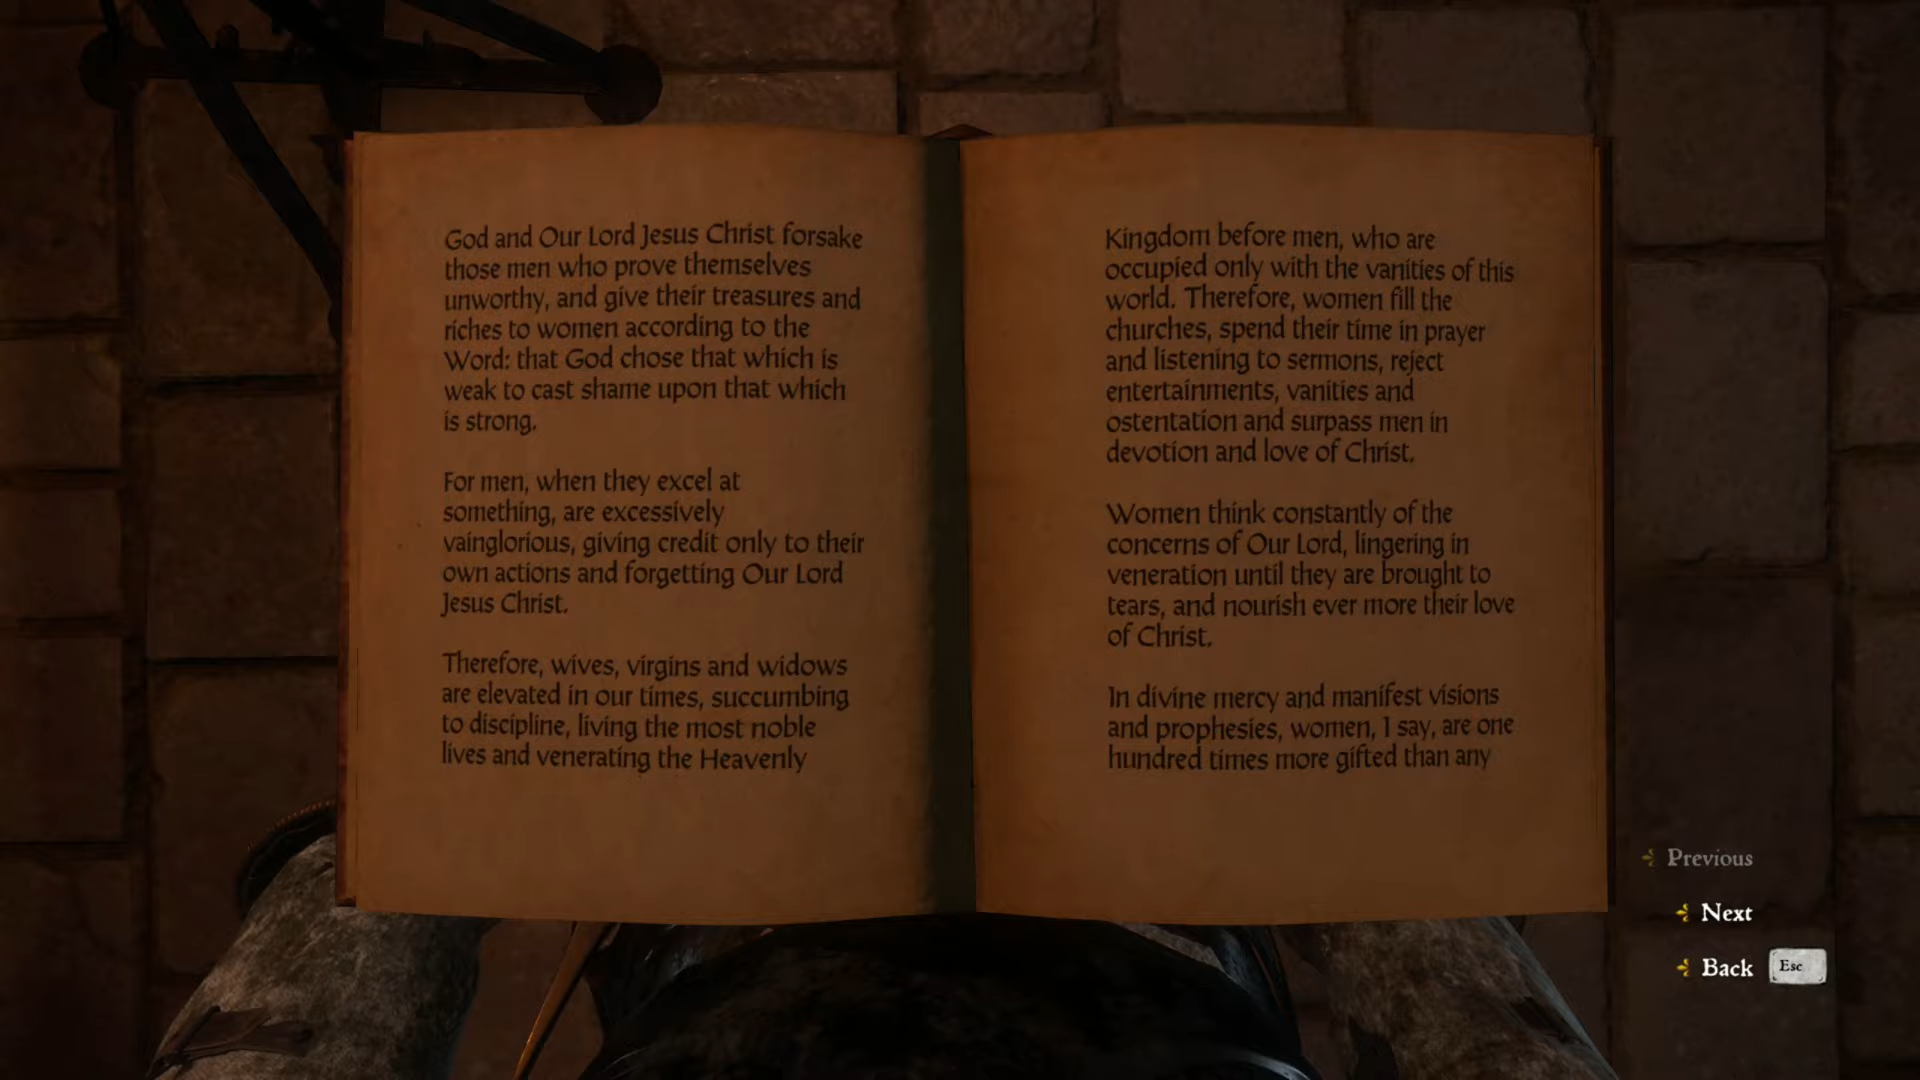 God and Our Lord Jesus Christ forsake
those men who prove themselves
unworthy, and give their treasures and
riches to women according to the
Word: that God chose that which is
weak to cast shame upon that which
is strong.
For men, when they excel at
something, are excessively
vainglorious, giving credit only to their
own actions and forgetting Our Lord
Jesus Christ.
Therefore, wives, virgins and widows
are elevated in our times, succumbing
to discipline, living the most noble
lives and venerating the Heavenly
Kingdom before men, who are
occupied only with the vanities of this
world. Therefore, women fill the
churches, spend their time in prayer
and listening to sermons, reject
entertainments, vanities and
ostentation and surpass men in
devotion and love of Christ.
Women think constantly of the
concerns of Our Lord, lingering in
veneration until they are brought to
tears, and nourish ever more their love
of Christ.
In divine mercy and manifest visions
and prophesies, women, I say, are one
hundred times more gifted than any
Previous
Next
Back Esc